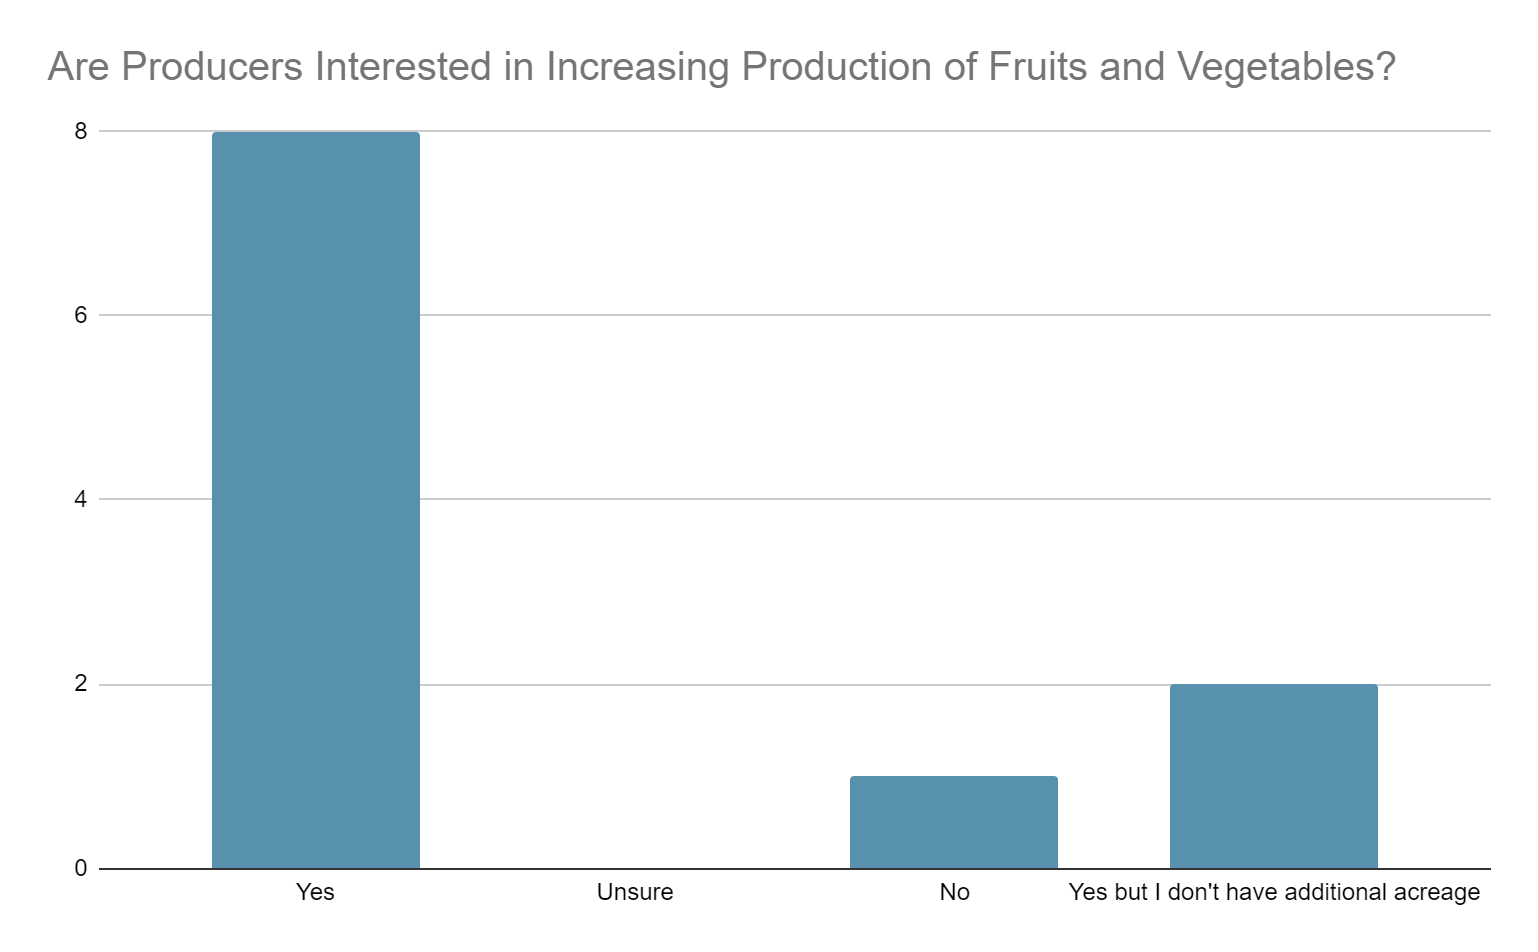 Are Producers Interested in Increasing Production of Fruits and Vegetables?
8
6
4
2
0
Yes
Unsure
No
Yes but I don't have additional acreage